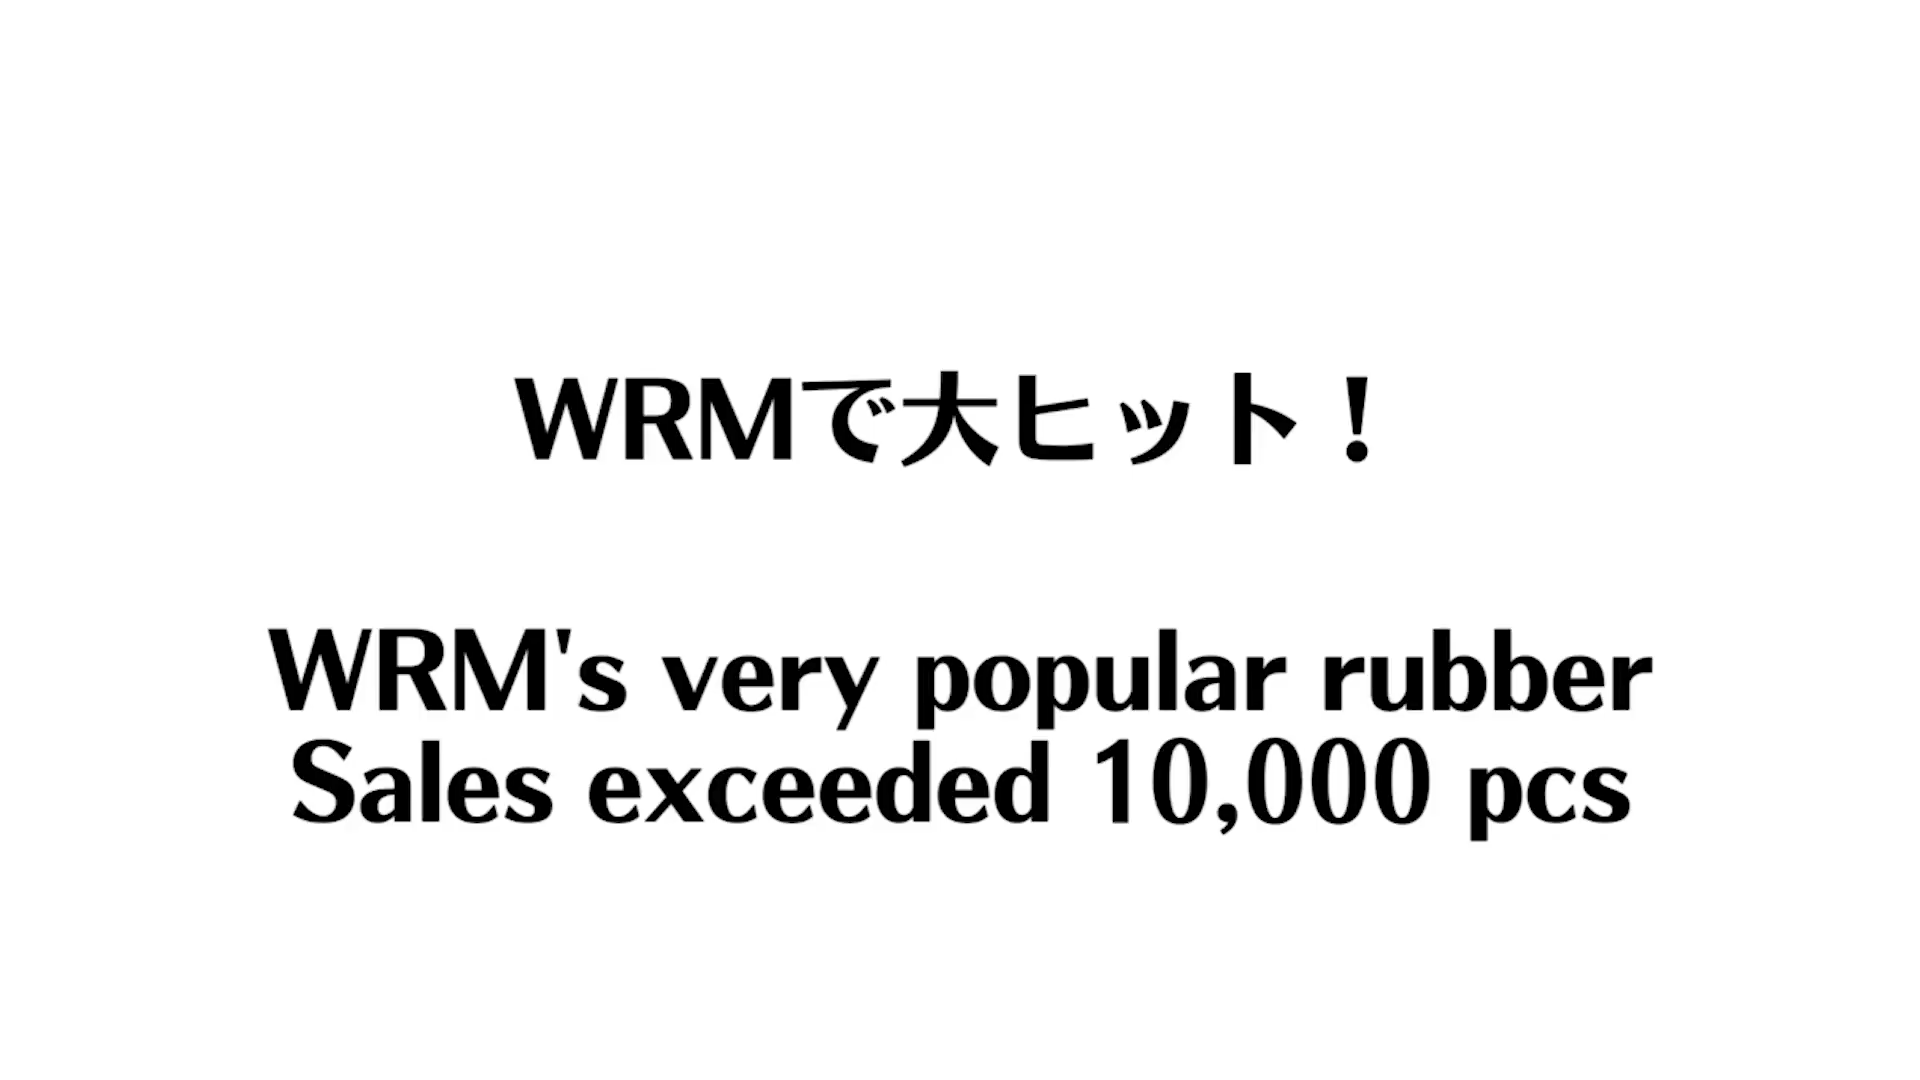 WRMで大ヒット！
WRM's very popular rubber
Sales exceeded 10,000 pcs